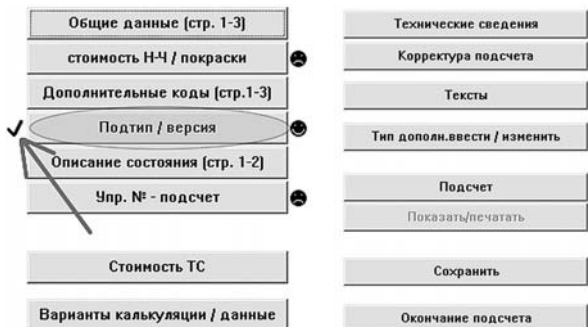 Общие данные (стр. 1-3)
стоимость Н-Ч / покраски
Дополнительные коды (стр.1-3)
Подтип / версия
Описание состояния (стр. 1-2)
Упр. № - подсчет
Стоимость ТС
Варианты калькуляции / данные
Технические сведения
Корректура подсчета
Тексты
Тип дополн.ввести / изменить
Подсчет
Показать/печатать
Сохранить
Окончание подсчета